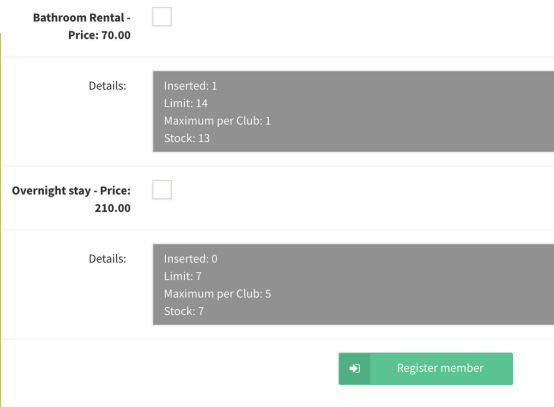 Bathroom Rental -
Price: 70.00
Details:
Inserted: 1
Limit: 14
Maximum per Club: 1
Stock: 13
Overnight stay - Price:
210.00
Details:
Inserted: 0
Limit: 7
Maximum per Club: 5
Stock: 7
Register member